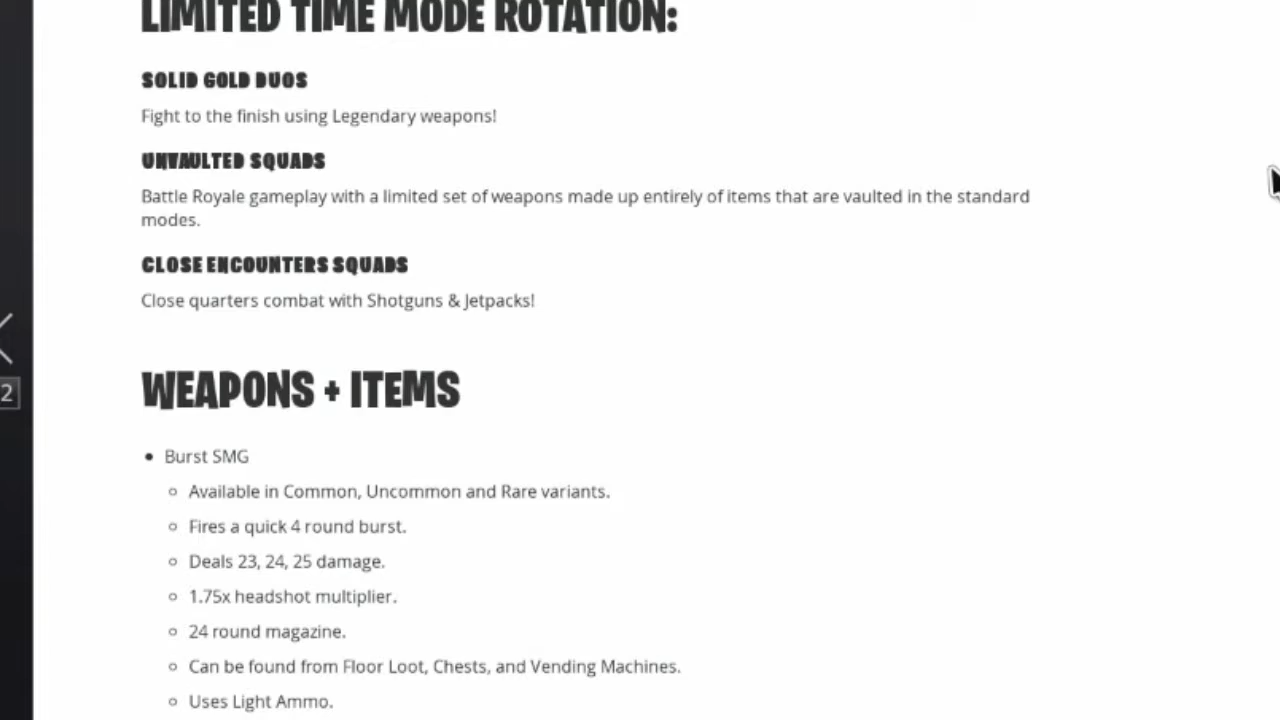 LIMITED TIME MODE ROTATION:
SOLID GOLD DUOS
Fight to the finish using Legendary weapons!
UNVAULTED SQUADS
Battle Royale gameplay with a limited set of weapons made up entirely of items that are vaulted in the standard
modes.
CLOSE ENCOUNTERS SQUADS
Close quarters combat with Shotguns & Jetpacks!
2
WEAPONS + ITEMS
• Burst SMG
◦ Available in Common, Uncommon and Rare variants.
◦ Fires a quick 4 round burst.
◦ Deals 23, 24, 25 damage.
◦ 1.75x headshot multiplier.
◦ 24 round magazine.
◦ Can be found from Floor Loot, Chests, and Vending Machines.
◦ Uses Light Ammo.